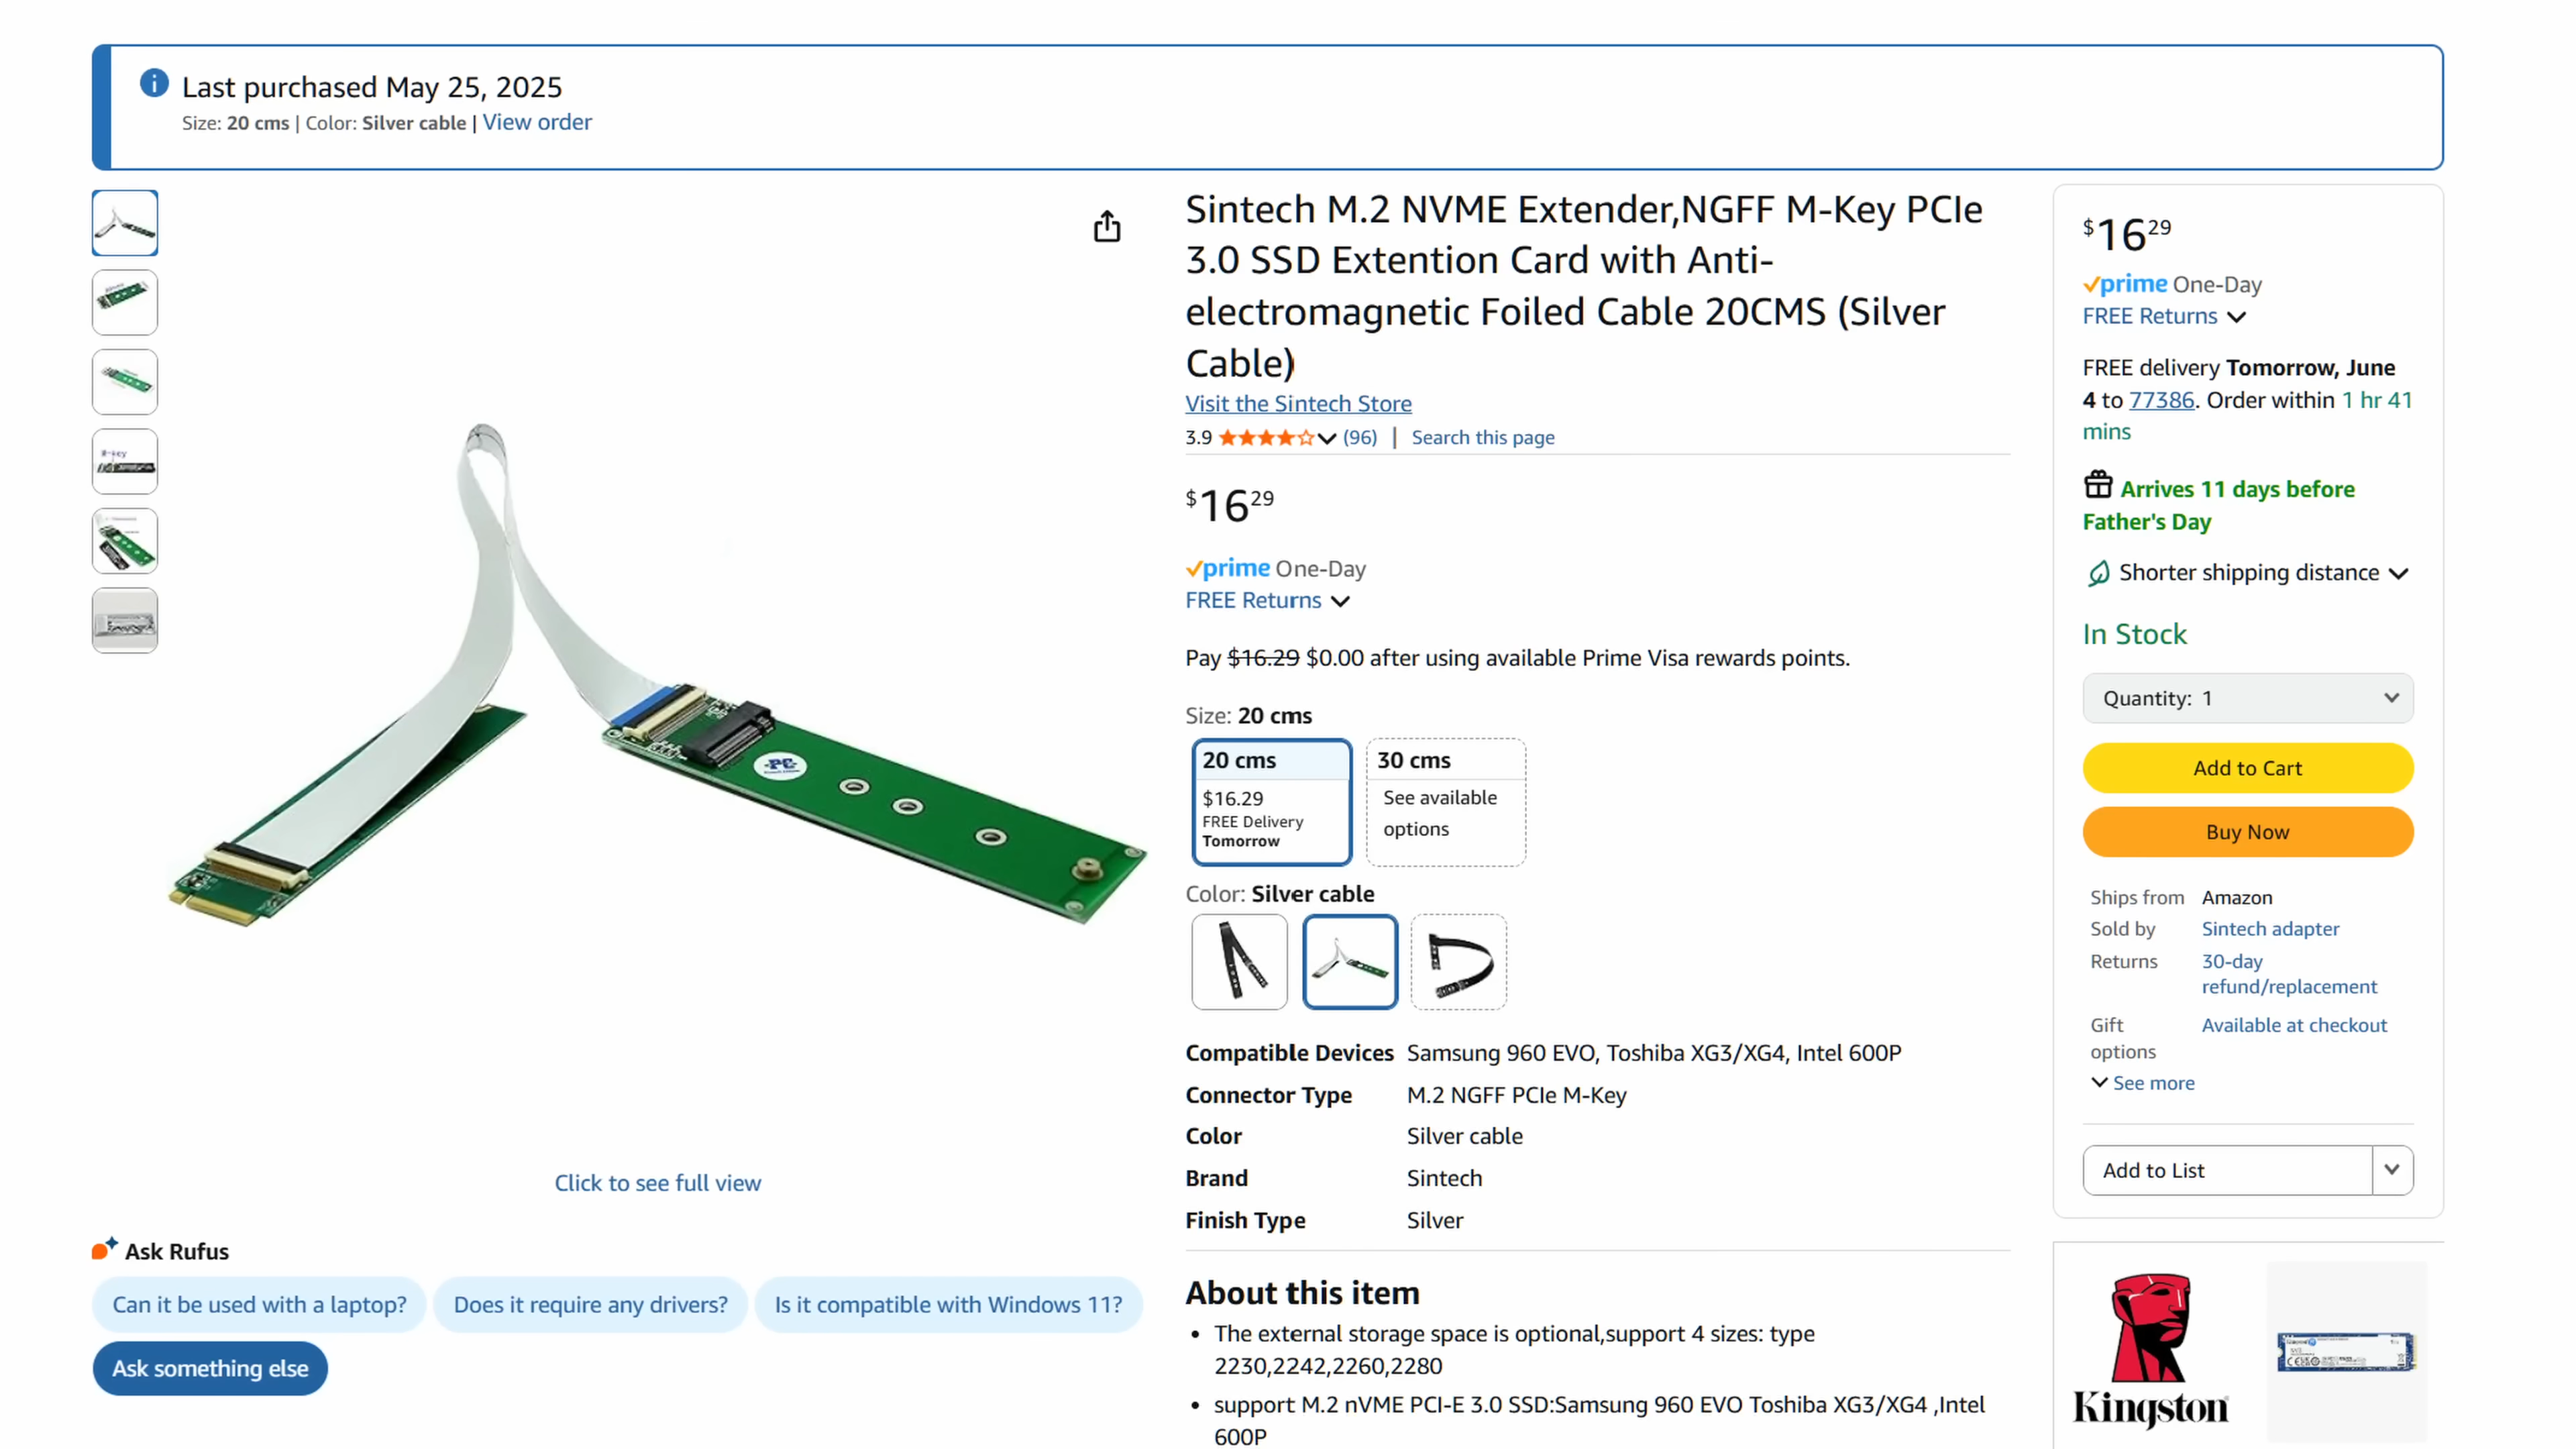 Last purchased May 25, 2025
Size: 20 cms | Color: Silver cable | View order
Sintech M.2 NVME Extender,NGFF M-Key PCIe
3.0 SSD Extention Card with Anti-
electromagnetic Foiled Cable 20CMS (Silver
Cable)
Visit the Sintech Store
3.9 (96) | Search this page
$16 29
prime One-Day
FREE Returns
Pay $16.29 $0.00 after using available Prime Visa rewards points.
Size: 20 cms
20 cms
$16.29
FREE Delivery
Tomorrow
30 cms
See available
options
Color: Silver cable
Compatible Devices Samsung 960 EVO, Toshiba XG3/XG4, Intel 600P
Connector Type M.2 NGFF PCIe M-Key
Color Silver cable
Brand Sintech
Finish Type Silver
About this item
• The external storage space is optional,support 4 sizes: type
2230,2242,2260,2280
• support M.2 nVME PCI-E 3.0 SSD:Samsung 960 EVO Toshiba XG3/XG4 ,Intel
600P
PC
Click to see full view
Ask Rufus
Can it be used with a laptop?
Does it require any drivers?
Is it compatible with Windows 11?
Ask something else
$16 29
prime One-Day
FREE Returns
FREE delivery Tomorrow, June
4 to 77386. Order within 1 hr 41
mins
Arrives 11 days before
Father's Day
Shorter shipping distance
In Stock
Quantity: 1
Add to Cart
Buy Now
Ships from Amazon
Sold by Sintech adapter
Returns 30-day
refund/replacement
Gift
options
Available at checkout
See more
Add to List
Kingston